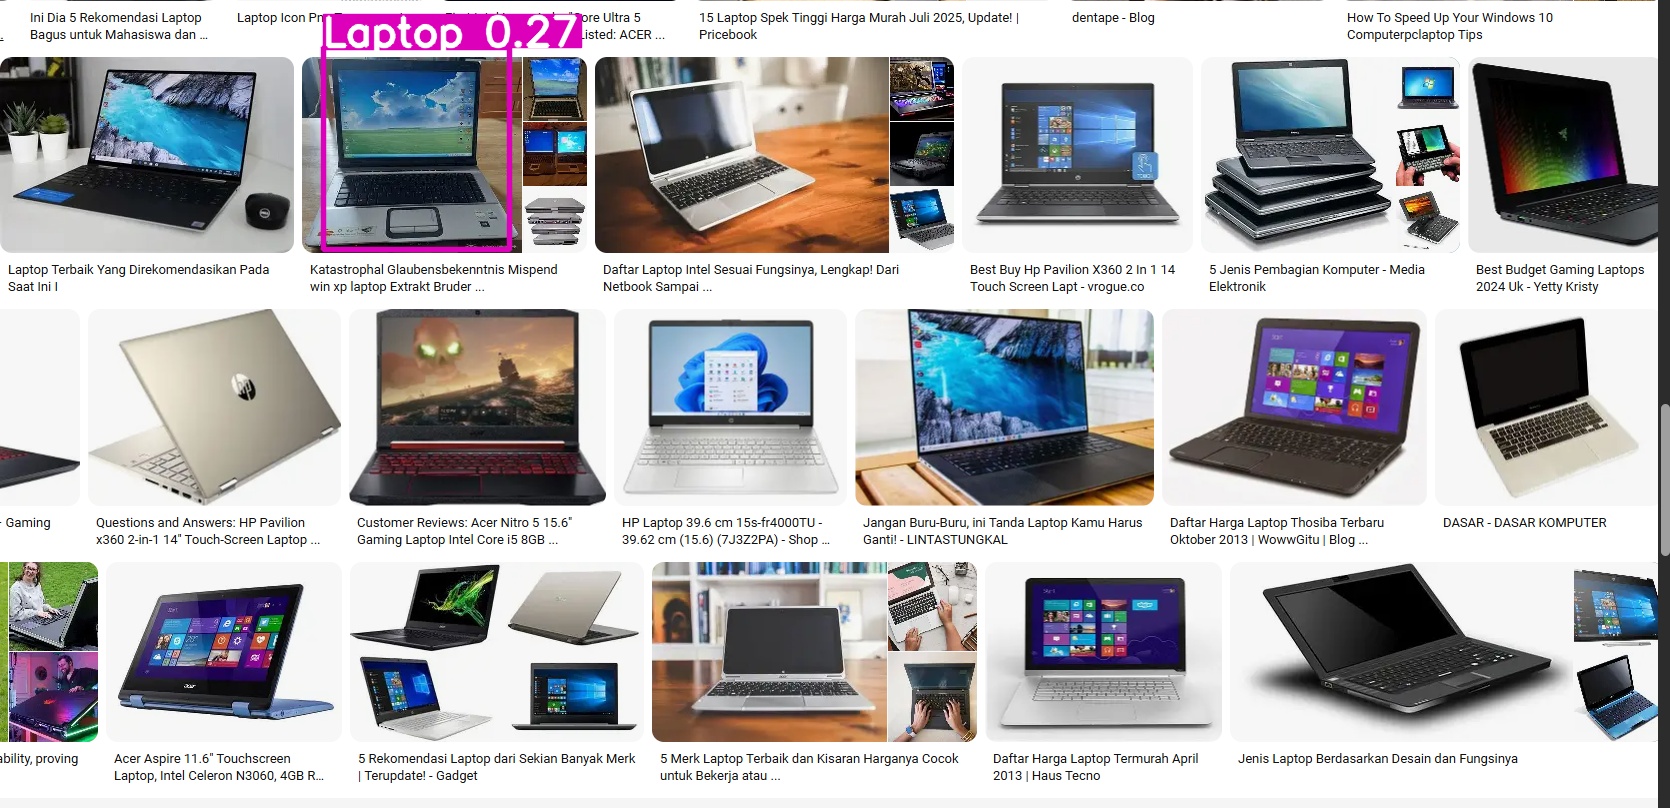 Ini Dia 5 Rekomendasi Laptop
Bagus untuk Mahasiswa dan ...
Laptop Icon
Core Ultra 5
Listed: ACER ...
15 Laptop Spek Tinggi Harga Murah Juli 2025, Update! |
Pricebook
dentape - Blog
How To Speed Up Your Windows 10
Computerpclaptop Tips
Laptop 0.27
Laptop Terbaik Yang Direkomendasikan Pada
Saat Ini I
Katastrophal Glaubensbekenntnis Mispend
win xp laptop Extrakt Bruder ...
Daftar Laptop Intel Sesuai Fungsinya, Lengkap! Dari
Netbook Sampai ...
Best Buy Hp Pavilion X360 2 In 1 14
Touch Screen Lapt - vrogue.co
5 Jenis Pembagian Komputer - Media
Elektronik
Best Budget Gaming Laptops
2024 Uk - Yetty Kristy
- Gaming
Questions and Answers: HP Pavilion
x360 2-in-1 14" Touch-Screen Laptop ...
Customer Reviews: Acer Nitro 5 15.6"
Gaming Laptop Intel Core i5 8GB ...
HP Laptop 39.6 cm 15s-fr4000TU -
39.62 cm (15.6) (7J3Z2PA) - Shop ...
Jangan Buru-Buru, ini Tanda Laptop Kamu Harus
Ganti! - LINTASTUNGKAL
Daftar Harga Laptop Thosiba Terbaru
Oktober 2013 | WowwGitu | Blog ...
DASAR - DASAR KOMPUTER
ability, proving
Acer Aspire 11.6" Touchscreen
Laptop, Intel Celeron N3060, 4GB R...
5 Rekomendasi Laptop dari Sekian Banyak Merk
| Terupdate! - Gadget
5 Merk Laptop Terbaik dan Kisaran Harganya Cocok
untuk Bekerja atau ...
Daftar Harga Laptop Termurah April
2013 | Haus Tecno
Jenis Laptop Berdasarkan Desain dan Fungsinya